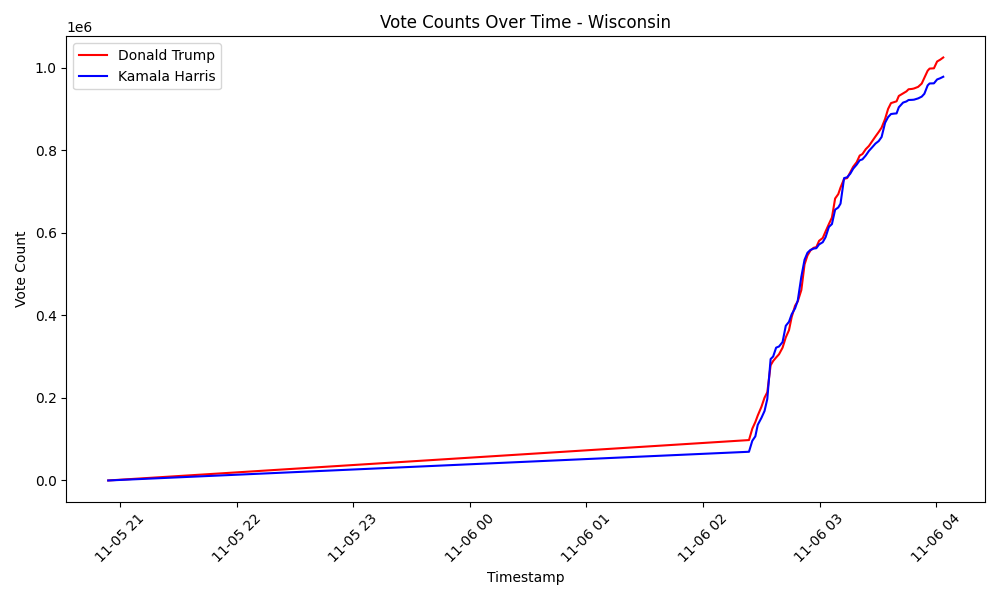 Vote Counts Over Time - Wisconsin
1e6
Donald Trump
Kamala Harris
1.0
0.8
0.6
0.4
0.2
0.0
Vote Count
11-05 21
11-05 22
11-05 23
11-06 00
11-06 01
11-06 02
11-06 03
11-06 04
Timestamp